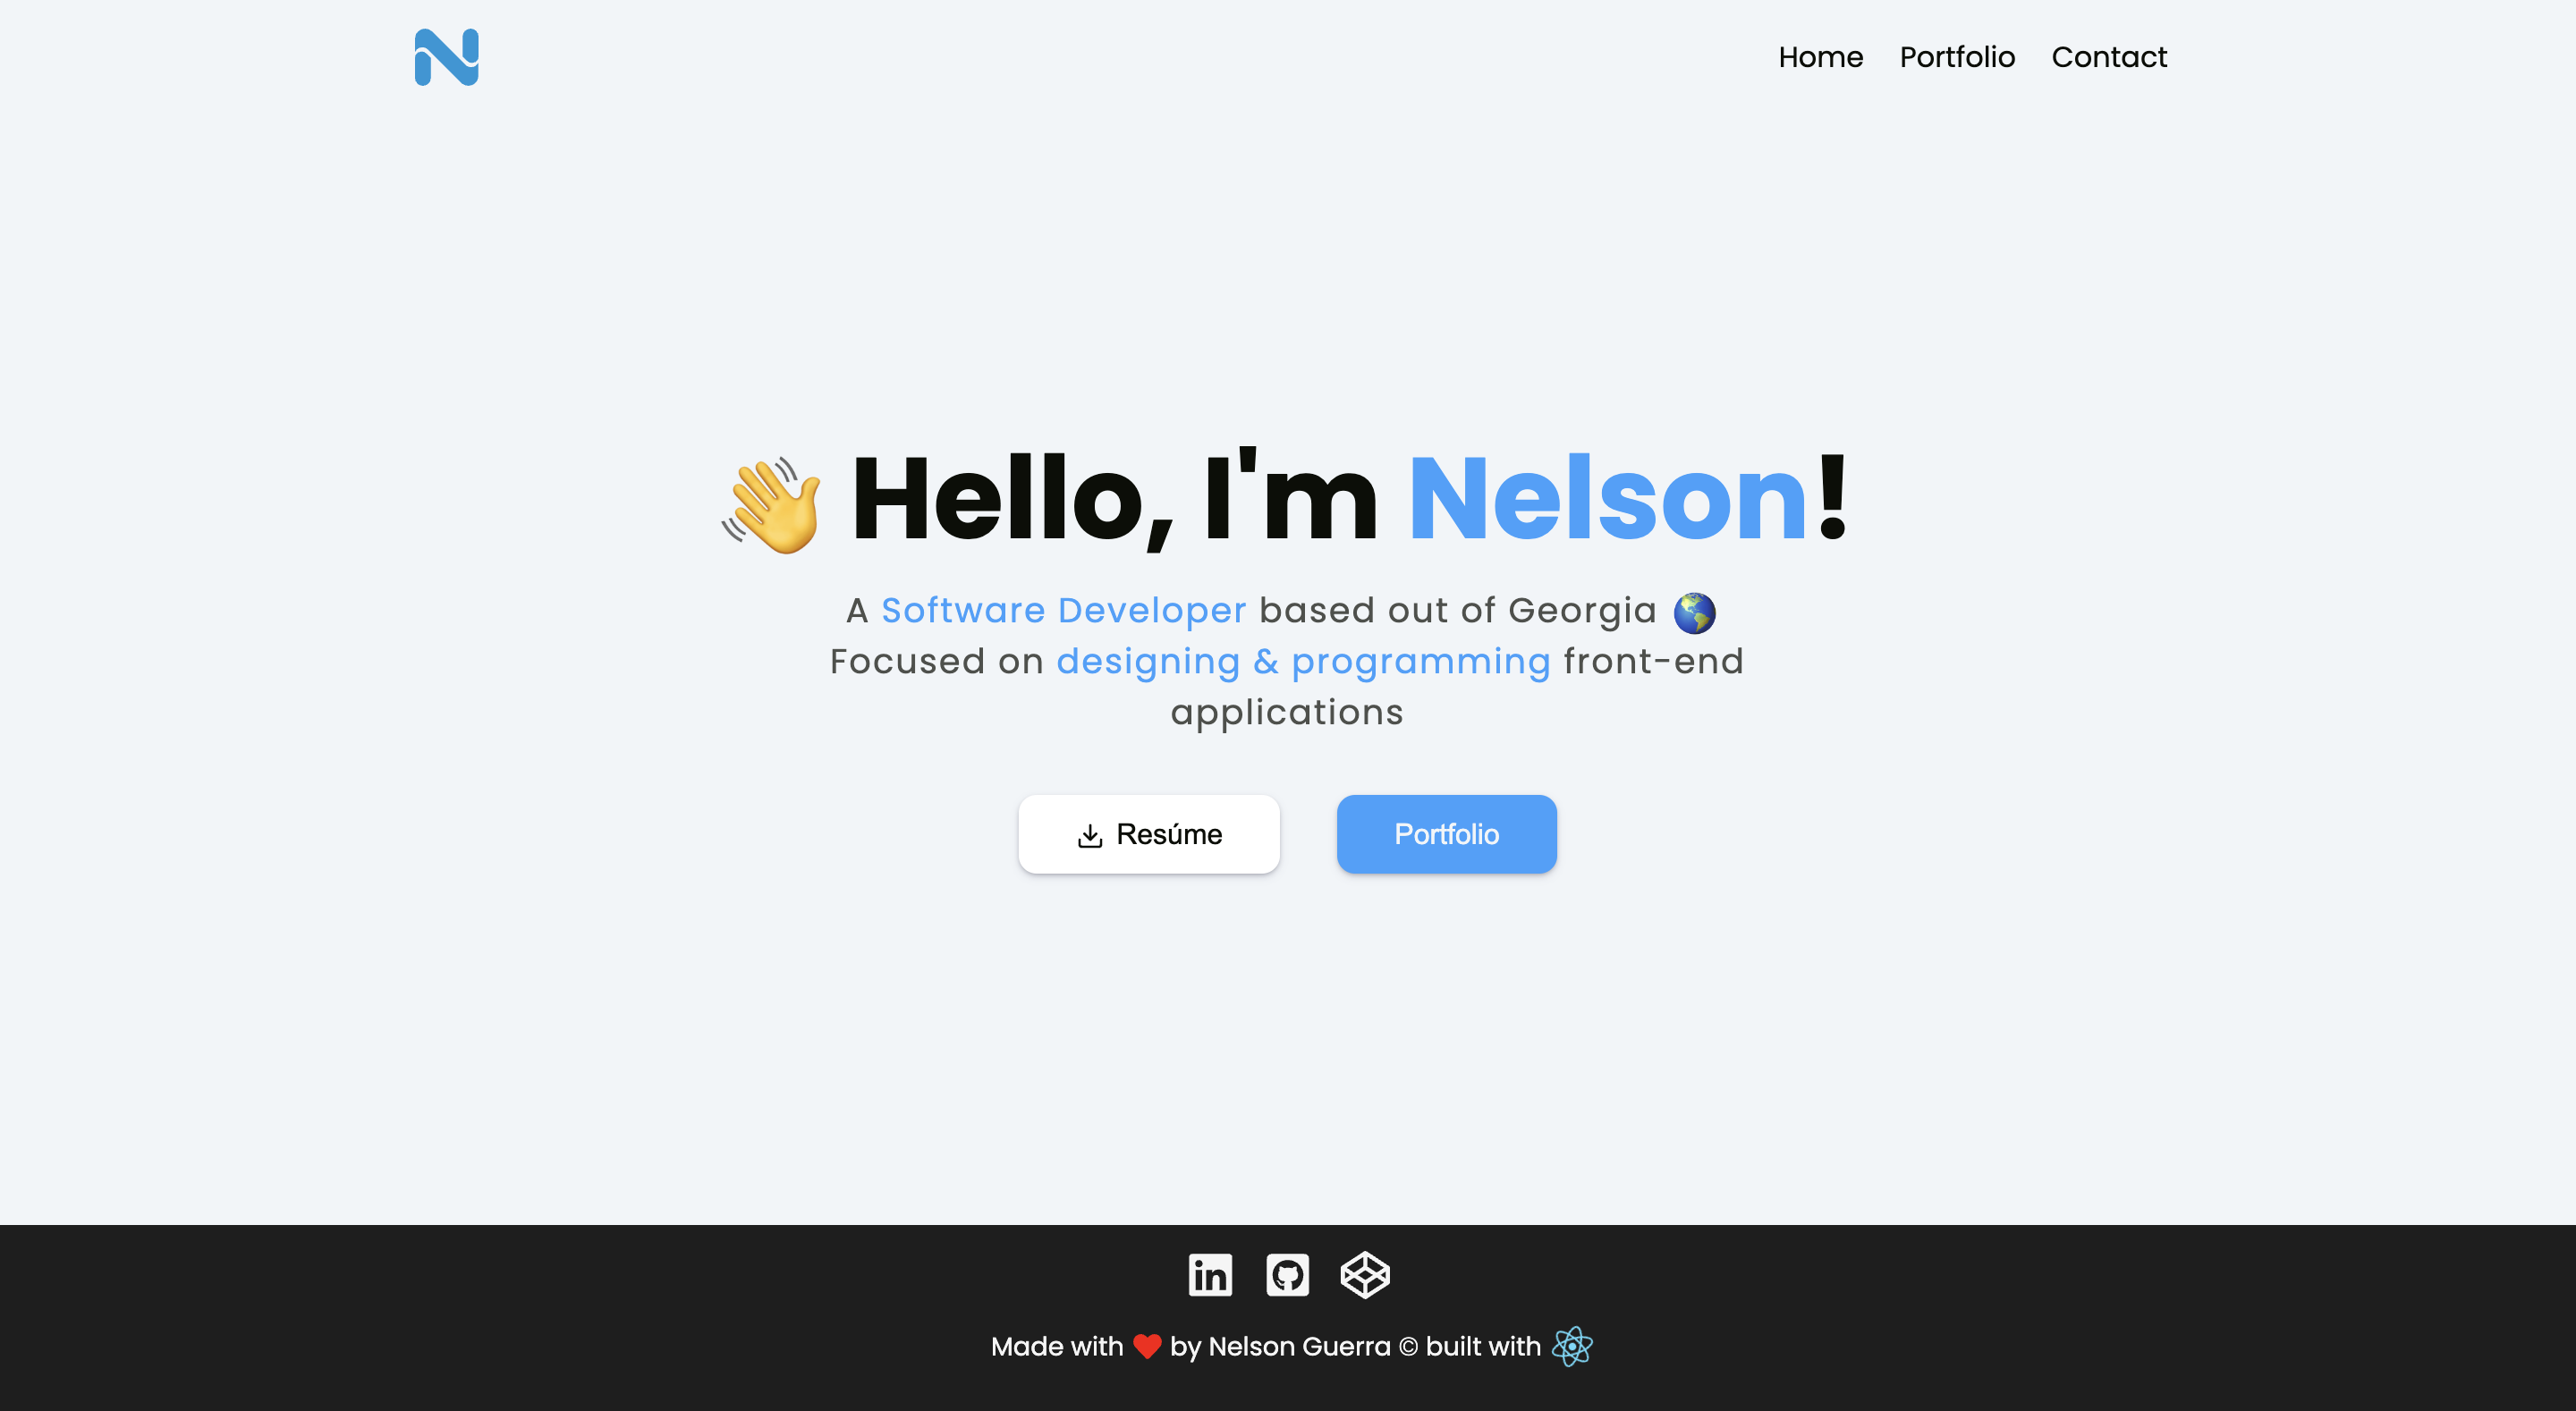 N
Home Portfolio Contact
👋 Hello, I'm Nelson!
A Software Developer based out of Georgia 🌎
Focused on designing & programming front-end
applications
Resúme
Portfolio
in
Made with ❤️ by Nelson Guerra © built with